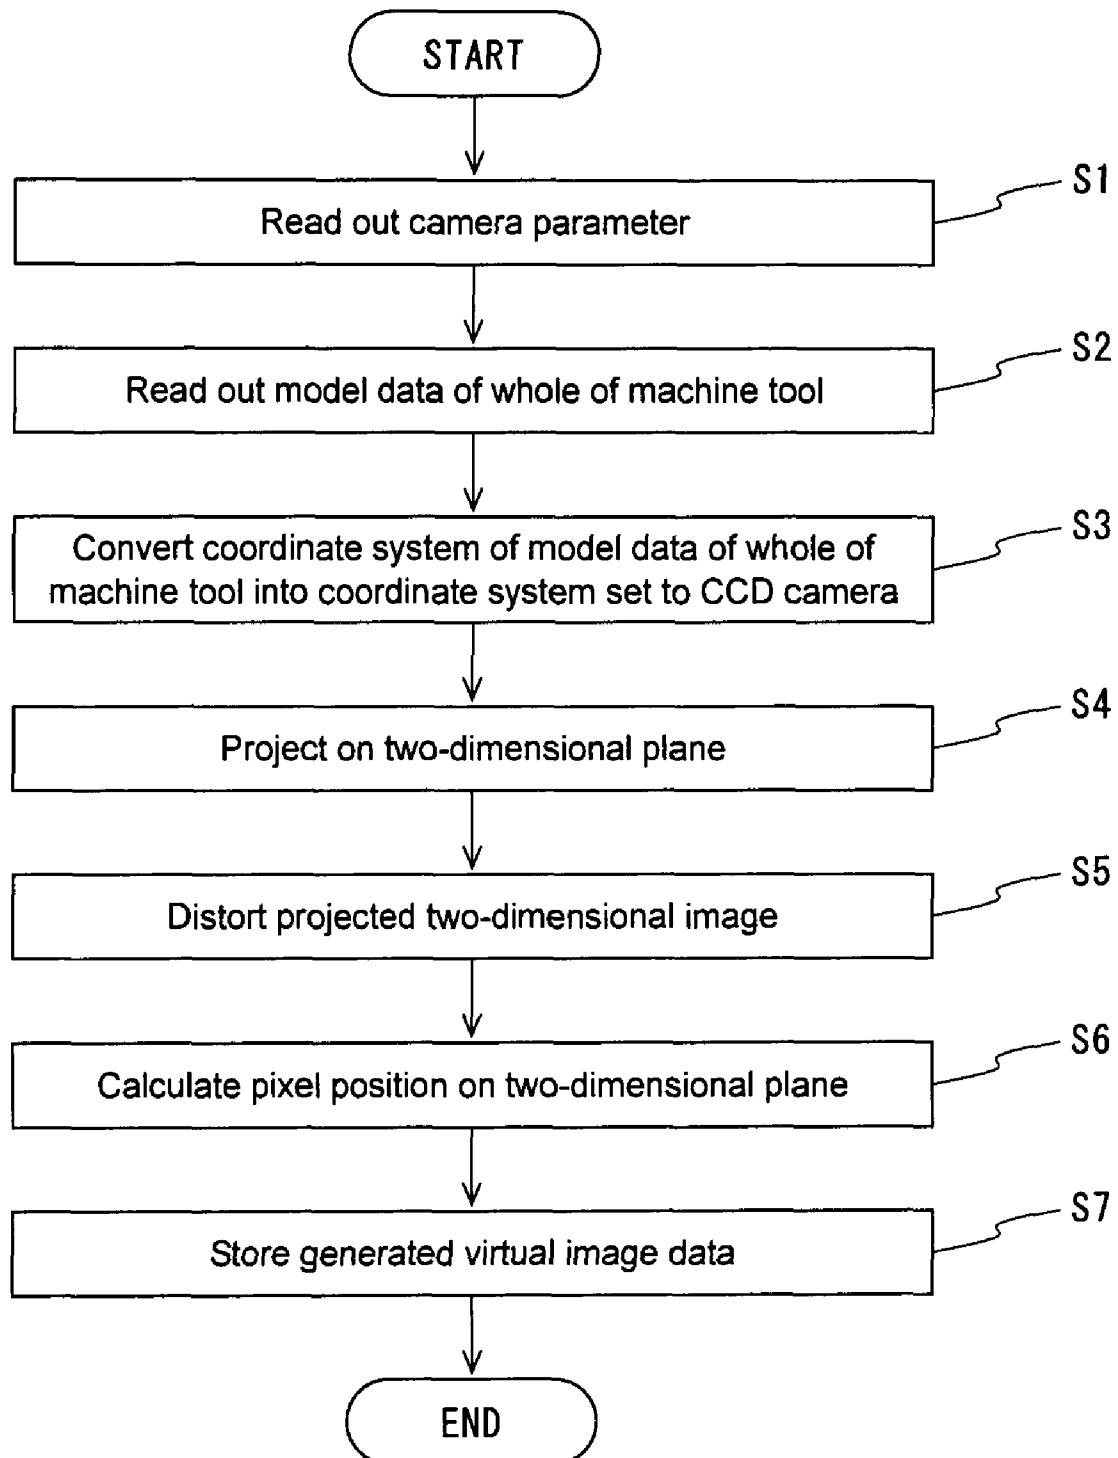 START
S1
Read out camera parameter
S2
Read out model data of whole of machine tool
S3
Convert coordinate system of model data of whole of
machine tool into coordinate system set to CCD camera
S4
Project on two-dimensional plane
S5
Distort projected two-dimensional image
S6
Calculate pixel position on two-dimensional plane
S7
Store generated virtual image data
END